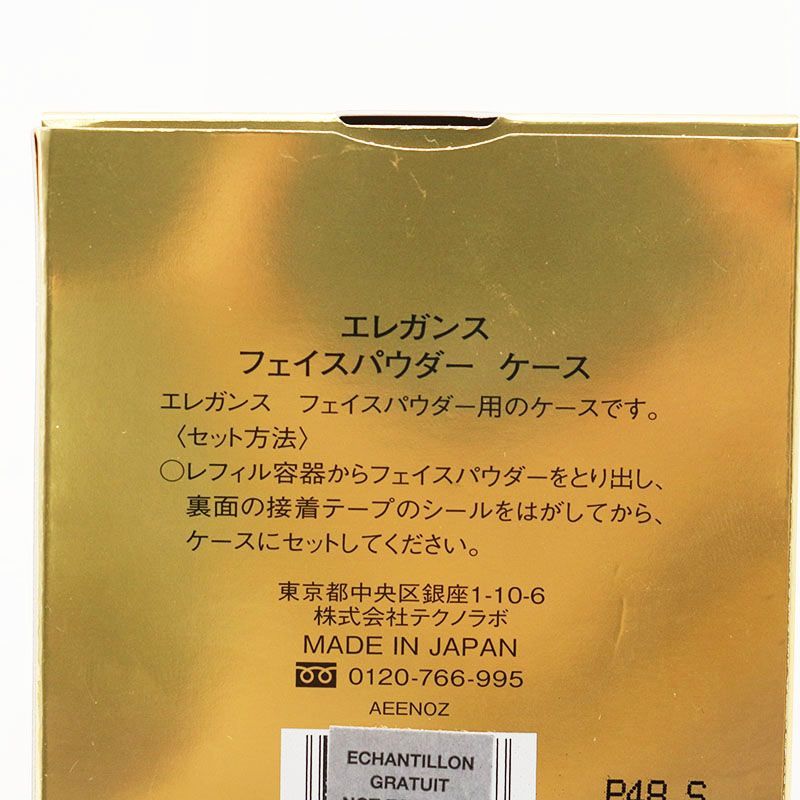 エレガンス
フェイスパウダー ケース
エレガンス フェイスパウダー用のケースです。
〈セット方法〉
○レフィル容器からフェイスパウダーをとり出し、
裏面の接着テープのシールをはがしてから、
ケースにセットしてください。
東京都中央区銀座1-10-6
株式会社テクノラボ
MADE IN JAPAN
0120-766-995
AEENOZ
ECHANTILLON
GRATUIT
P48 S